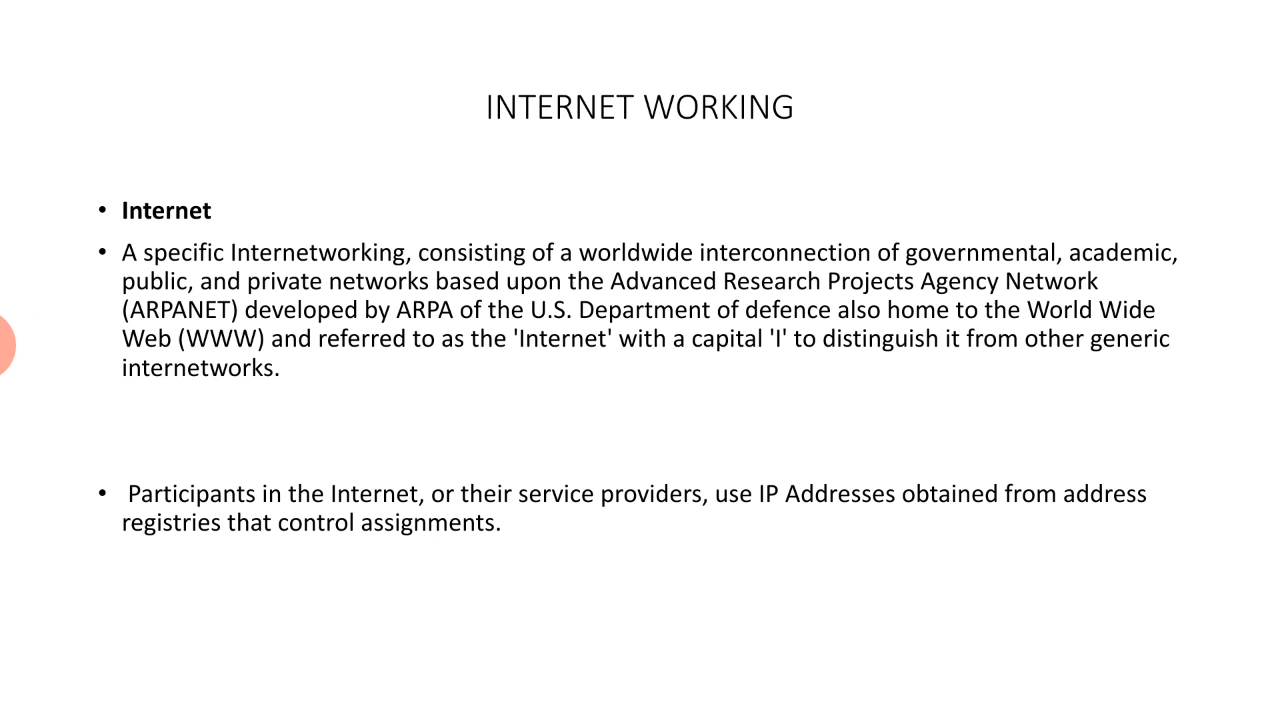 INTERNET WORKING
• Internet
• A specific Internetworking, consisting of a worldwide interconnection of governmental, academic,
public, and private networks based upon the Advanced Research Projects Agency Network
(ARPANET) developed by ARPA of the U.S. Department of defence also home to the World Wide
Web (WWW) and referred to as the 'Internet' with a capital 'I' to distinguish it from other generic
internetworks.
• Participants in the Internet, or their service providers, use IP Addresses obtained from address
registries that control assignments.